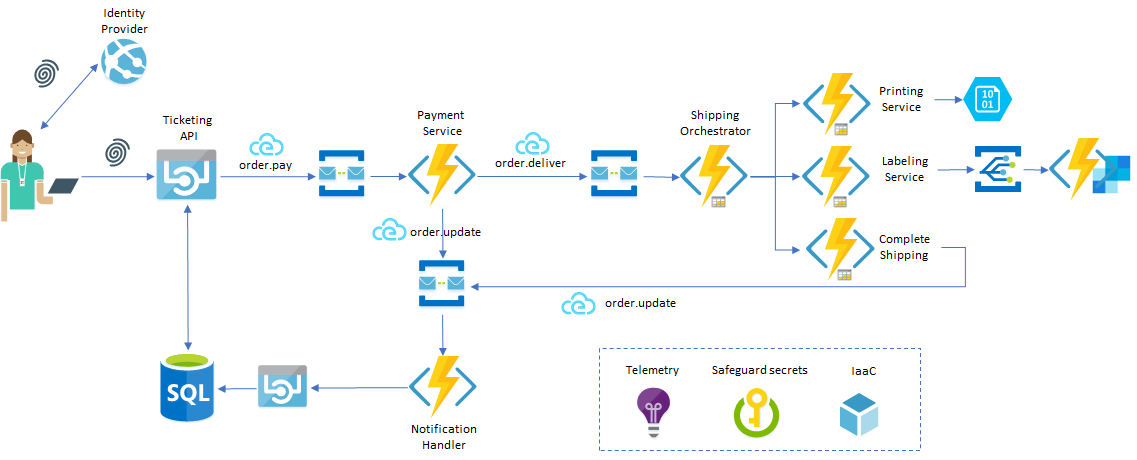 Identity
Provider
Ticketing
API
order.pay
Payment
Service
order.deliver
Shipping
Orchestrator
Printing
Service
10
01
Labeling
Service
Complete
Shipping
order.update
order.update
SQL
Notification
Handler
Telemetry
Safeguard secrets
IaaC